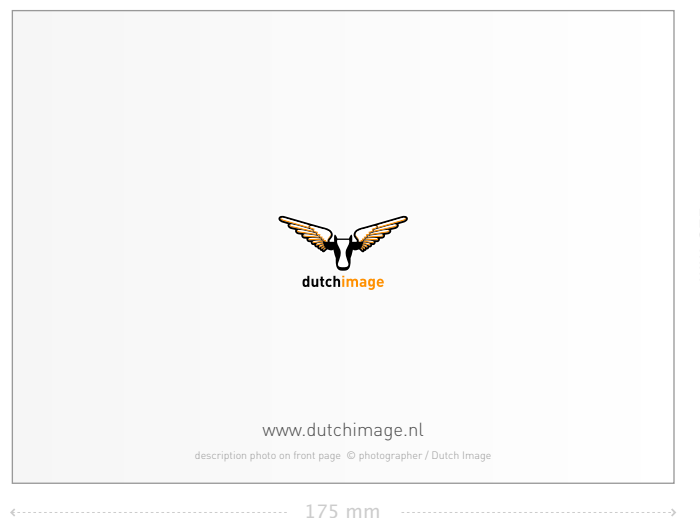 dutchimage
www.dutchimage.nl
description photo on front page © photographer / Dutch Image
175 mm